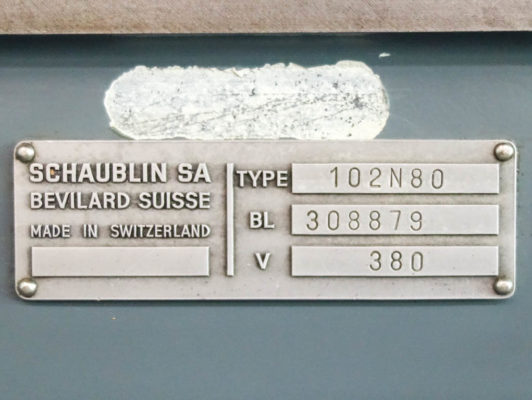 SCHAUBLIN SA
BEVILARD SUISSE
MADE IN SWITZERLAND
TYPE 102N80
BL 308879
V 380